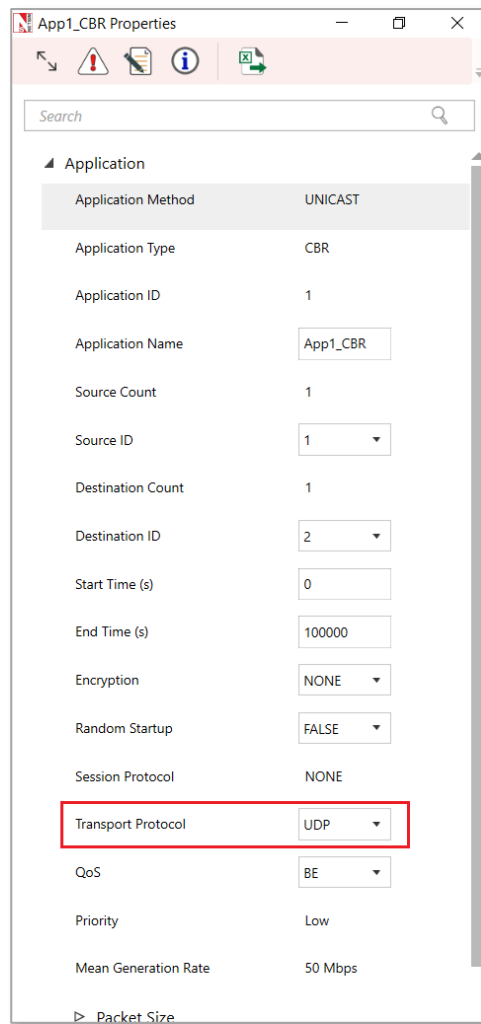 App1_CBR Properties
Search
Application
Application Method UNICAST
Application Type CBR
Application ID 1
Application Name App1_CBR
Source Count 1
Source ID 1
Destination Count 1
Destination ID 2
Start Time (s) 0
End Time (s) 100000
Encryption NONE
Random Startup FALSE
Session Protocol NONE
Transport Protocol UDP
QoS BE
Priority Low
Mean Generation Rate 50 Mbps
Packet Size